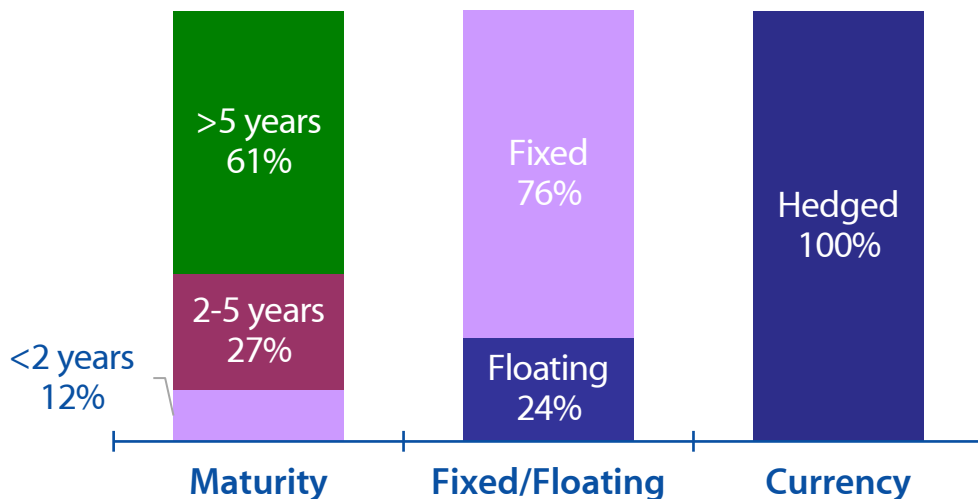 >5 years
61%
2-5 years
27%
<2 years
12%
Fixed
76%
Floating
24%
Hedged
100%
Maturity
Fixed/Floating
Currency